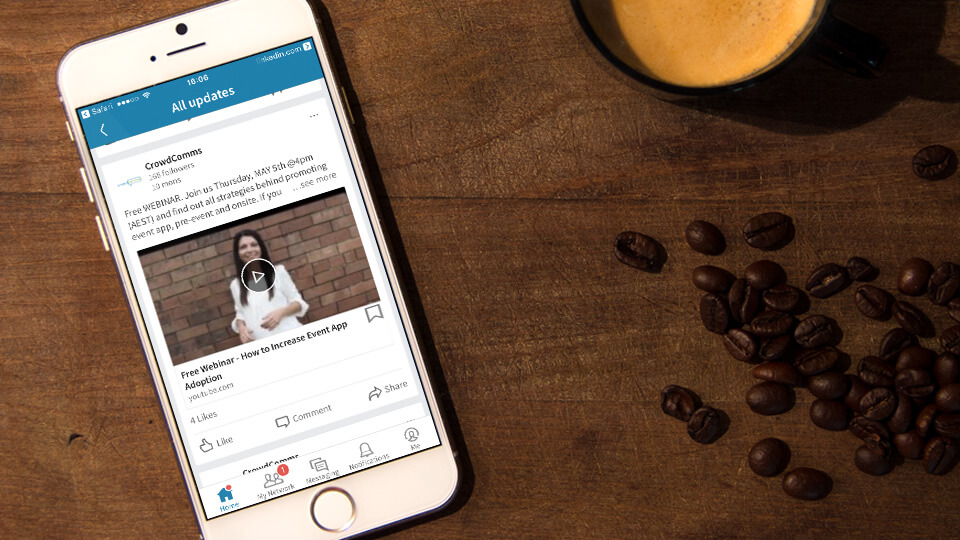 Safari
16:06
linkedin.com
All updates
CrowdComms
followers
10 mons
Free WEBINAR. Join us Thursday, MAY 5th @4pm
(AEST) and find out all strategies behind promoting
event app, pre-event and onsite. If you ...see more
Free Webinar - How to Increase Event App
Adoption
youtube.com
4 Likes
Like
Comment
Share
CrowdComms
Home
1
My Network
Messaging
Notifications
Me